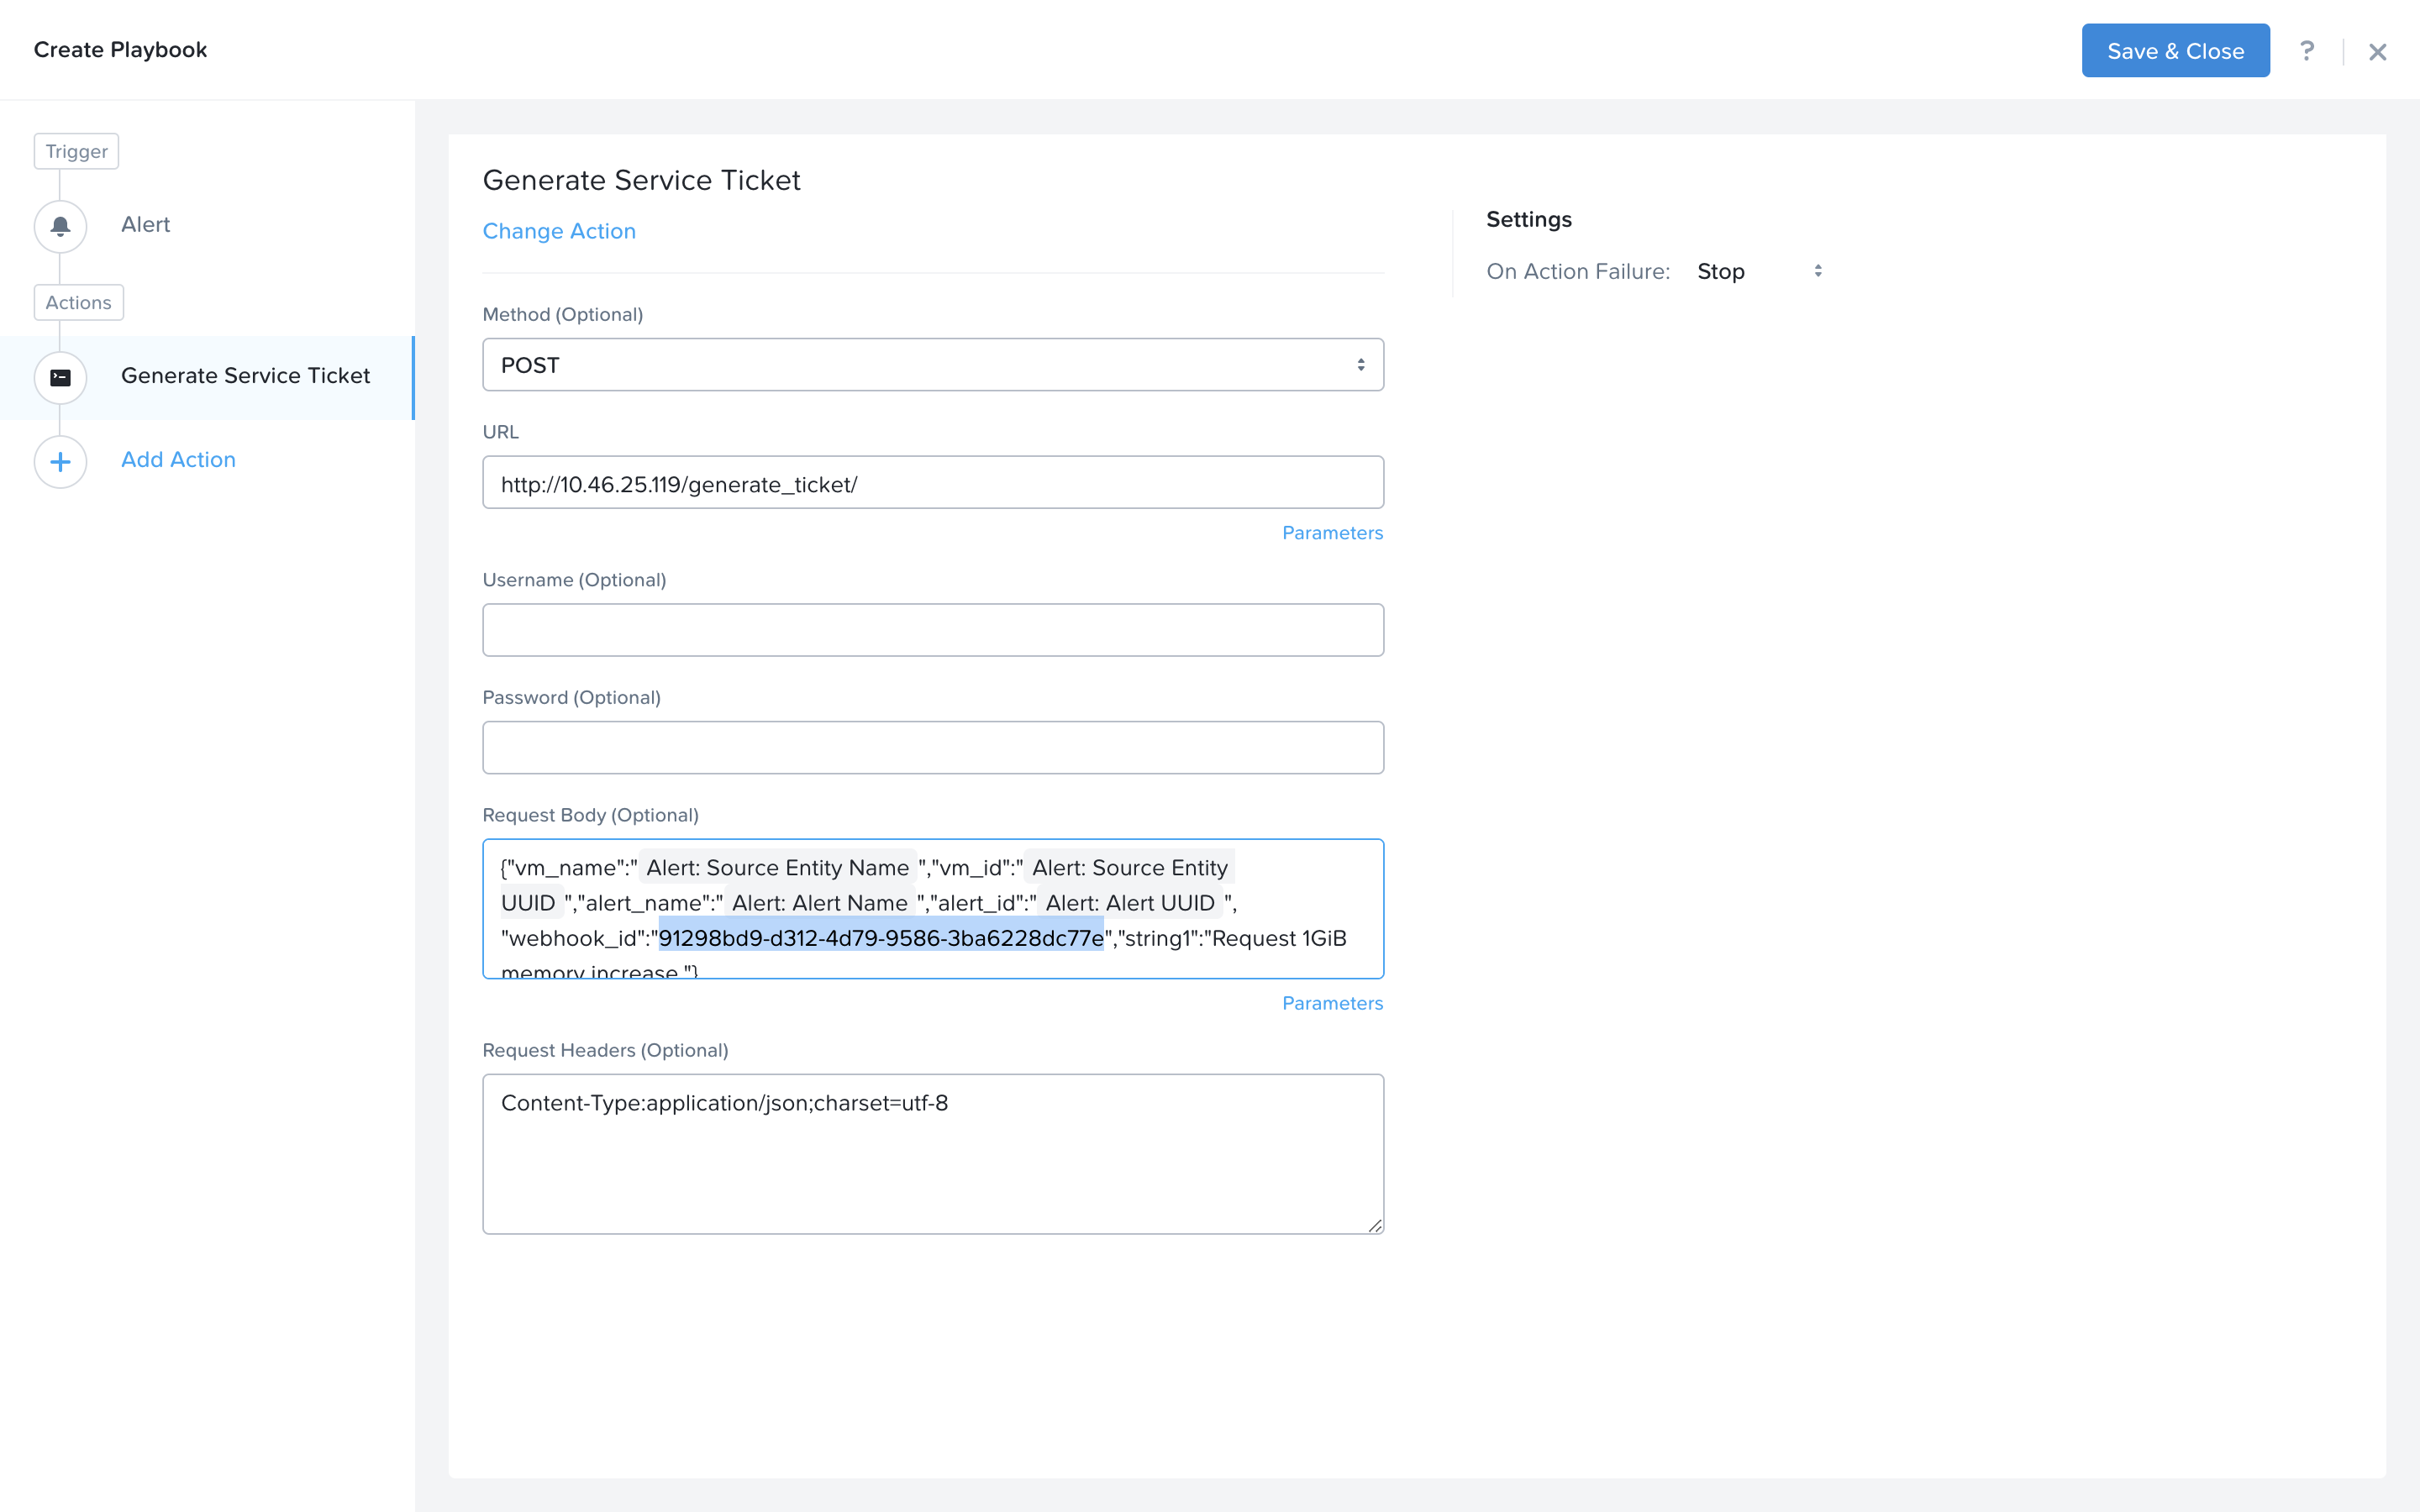 Create Playbook
Save & Close
?
Trigger
Alert
Actions
Generate Service Ticket
Add Action
Generate Service Ticket
Change Action
Settings
On Action Failure: Stop
Method (Optional)
POST
URL
http://10.46.25.119/generate_ticket/
Parameters
Username (Optional)
Password (Optional)
Request Body (Optional)
{"vm_name":" Alert: Source Entity Name ","vm_id":" Alert: Source Entity
UUID ","alert_name":" Alert: Alert Name ","alert_id":" Alert: Alert UUID ",
"webhook_id":"91298bd9-d312-4d79-9586-3ba6228dc77e","string1":"Request 1GiB
memory increase."}
Parameters
Request Headers (Optional)
Content-Type:application/json;charset=utf-8